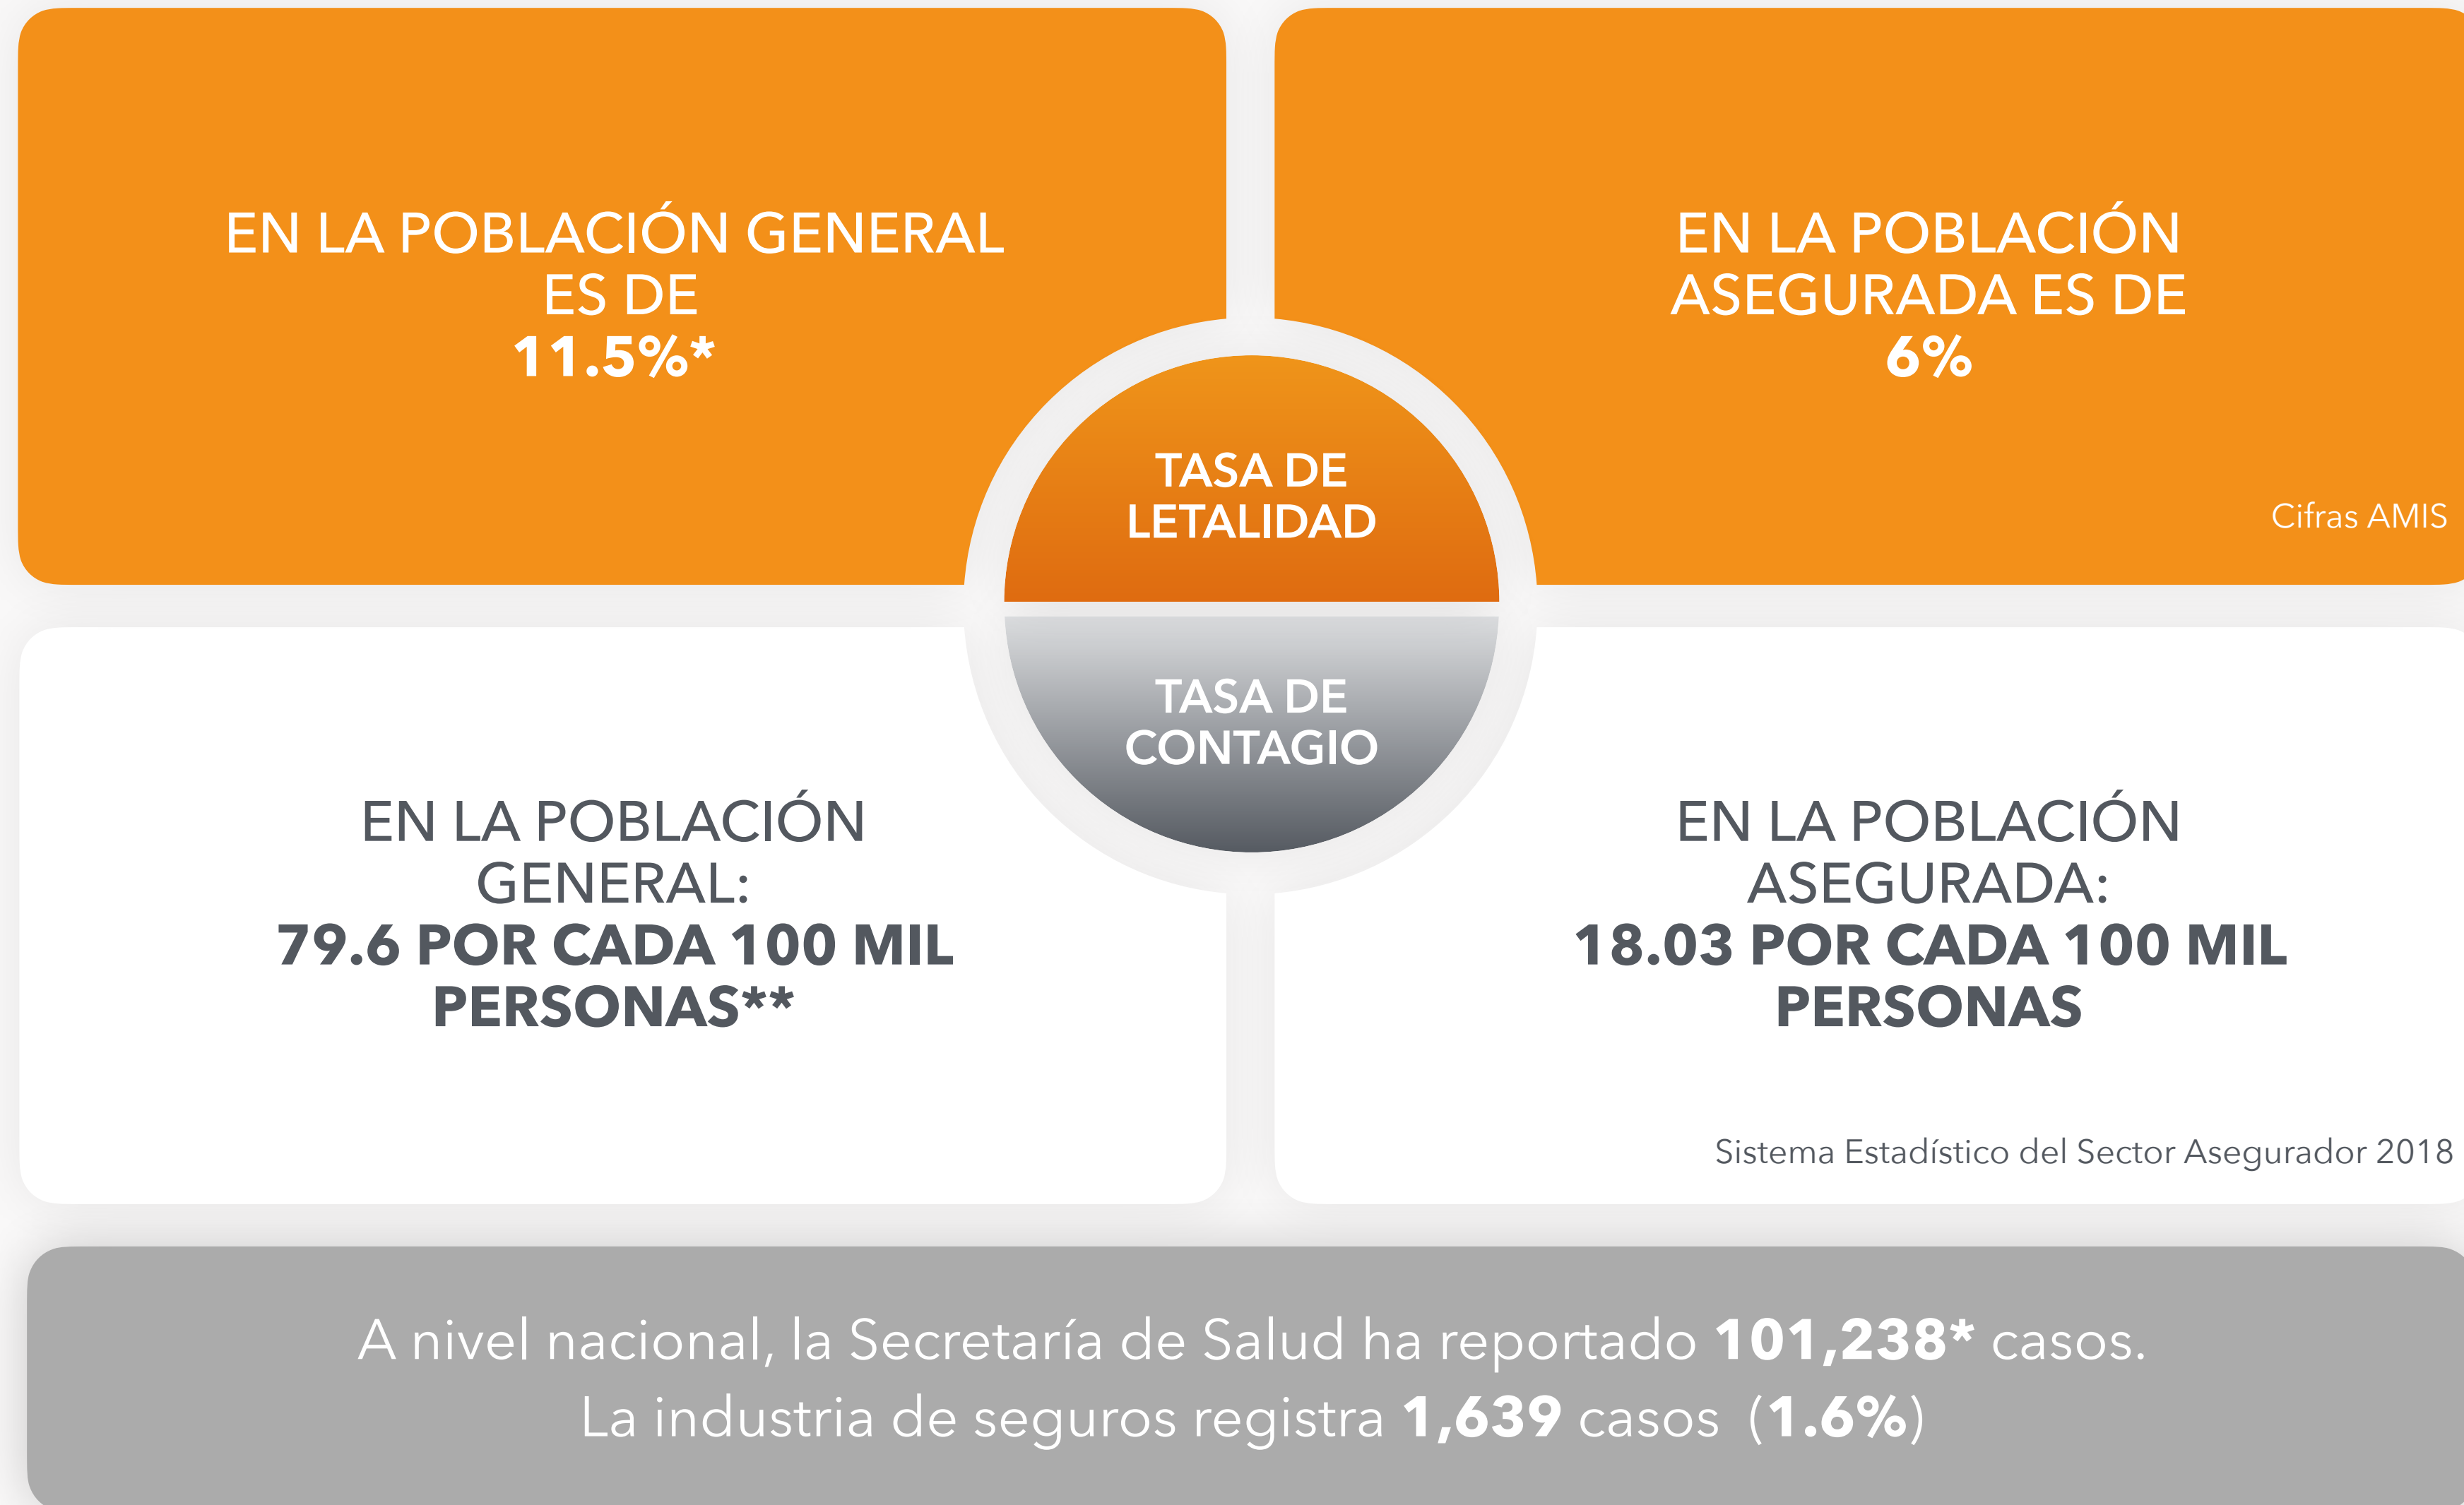 EN LA POBLACIÓN GENERAL
ES DE
11.5%*
EN LA POBLACIÓN
ASEGURADA ES DE
6%
Cifras AMIS
TASA DE
LETALIDAD
TASA DE
CONTAGIO
EN LA POBLACIÓN
GENERAL:
79.6 POR CADA 100 MIL
PERSONAS**
EN LA POBLACIÓN
ASEGURADA:
18.03 POR CADA 100 MIL
PERSONAS
Sistema Estadístico del Sector Asegurador 2018
A nivel nacional, la Secretaría de Salud ha reportado 101,238* casos.
La industria de seguros registra 1,639 casos (1.6%)